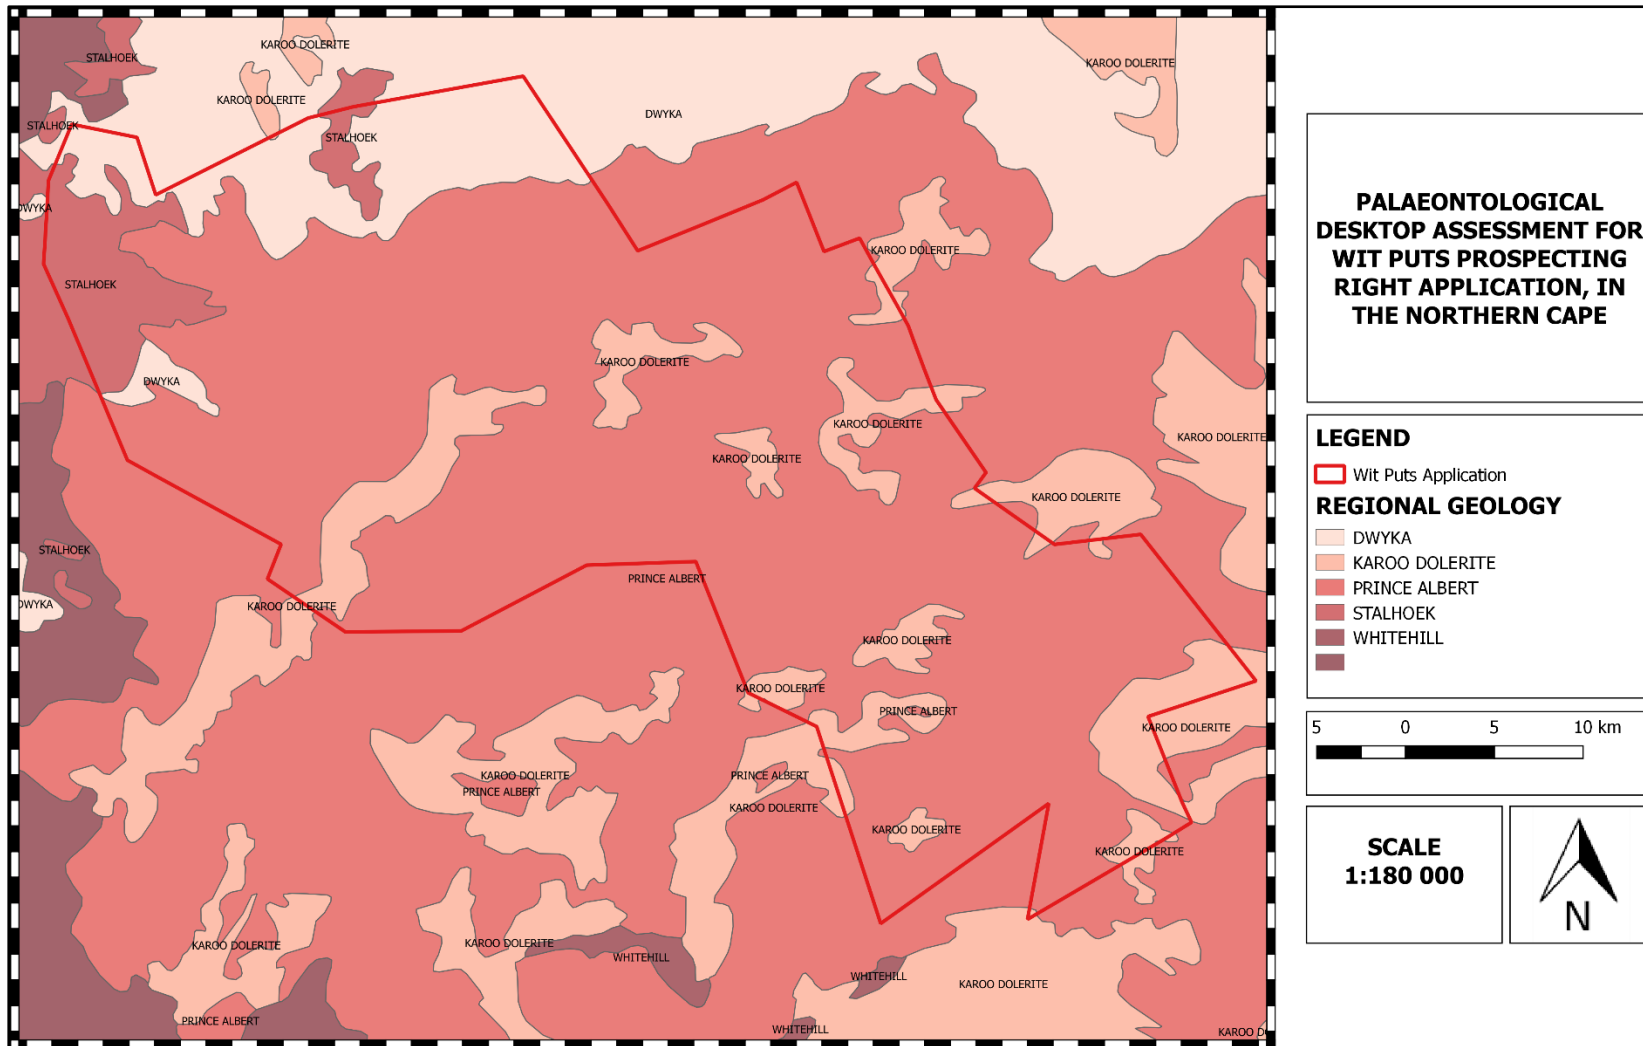 KAROO DOLERITE
STALHOEK
KAROO DOLERITE
KAROO DOLERITE
DWYKA
STALHOEK
STALHOEK
DWYKA
KAROO DOLERITE
STALHOEK
KAROO DOLERITE
DWYKA
KAROO DOLERITE
KAROO DOLERITE
KAROO DOLERITE
KAROO DOLERITE
STALHOEK
PRINCE ALBERT
DWYKA
KAROO DOLERITE
KAROO DOLERITE
KAROO DOLERITE
PRINCE ALBERT
KAROO DOLERITE
KAROO DOLERITE
PRINCE ALBERT
PRINCE ALBERT
KAROO DOLERITE
KAROO DOLERITE
KAROO DOLERITE
KAROO DOLERITE
KAROO DOLERITE
WHITEHILL
WHITEHILL
KAROO DOLERITE
PRINCE ALBERT
WHITEHILL
KAROO DO
PALAEONTOLOGICAL
DESKTOP ASSESSMENT FOR
WIT PUTS PROSPECTING
RIGHT APPLICATION, IN
THE NORTHERN CAPE
LEGEND
Wit Puts Application
REGIONAL GEOLOGY
DWYKA
KAROO DOLERITE
PRINCE ALBERT
STALHOEK
WHITEHILL
5 0 5 10 km
SCALE
1:180 000
N